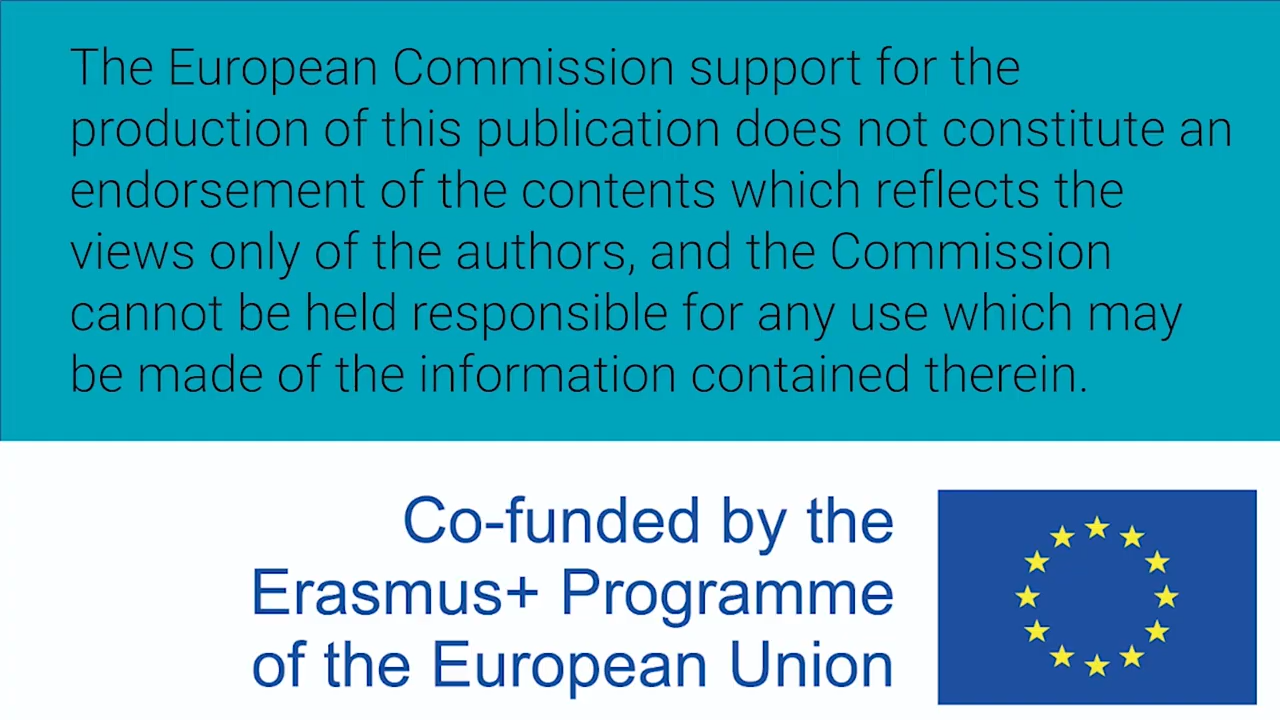 The European Commission support for the
production of this publication does not constitute an
endorsement of the contents which reflects the
views only of the authors, and the Commission
cannot be held responsible for any use which may
be made of the information contained therein.
Co-funded by the
Erasmus+ Programme
of the European Union